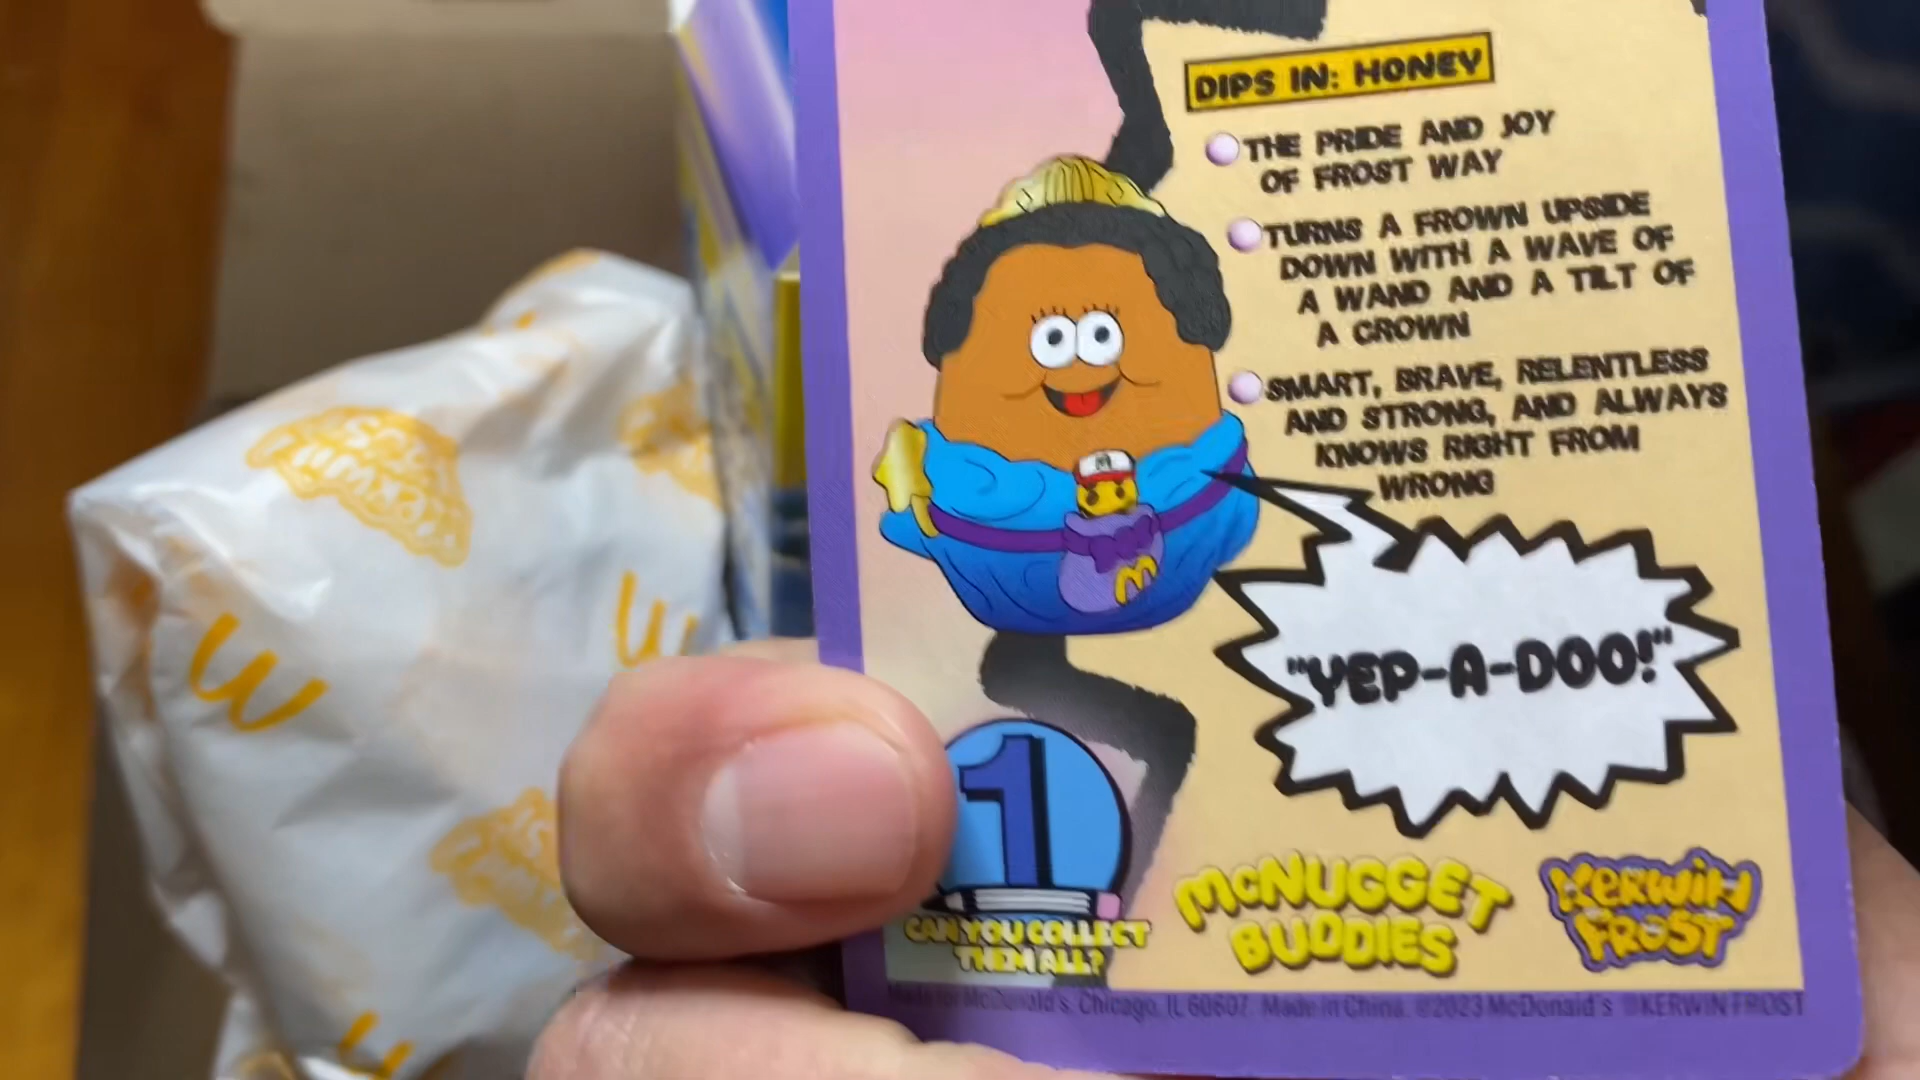 DIPS IN: HONEY
THE PRIDE AND JOY
OF FROST WAY
TURNS A FROWN UPSIDE
DOWN WITH A WAVE OF
A WAND AND A TILT OF
A CROWN
SMART, BRAVE, RELENTLESS
AND STRONG, AND ALWAYS
KNOWS RIGHT FROM
WRONG
"YEP-A-DOO!"
1
CAN YOU COLLECT
THEM ALL?
McNUGGET
BUDDIES
KERWIN
FROST
Made for McDonald's, Chicago, IL 60607. Made in China. ©2023 McDonald's ©KERWIN FROST